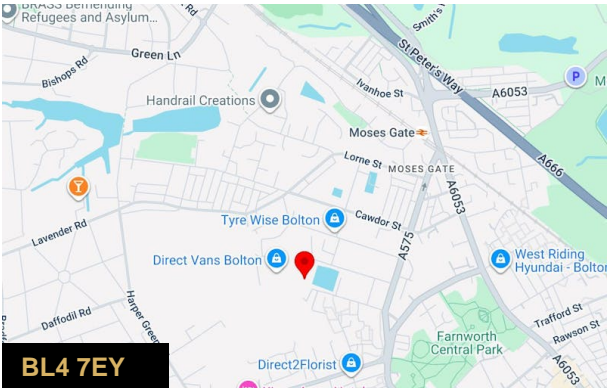 BRASS Befriending
Refugees and Asylum...
Rd
Smith's
Green Ln
St Peter's Way
Bishops Rd
Ivanhoe St
P
M
A6053
Handrail Creations
Moses Gate
A666
Lorne St
MOSES GATE
A6053
Cawdor St
Tyre Wise Bolton
Lavender Rd
A575
Direct Vans Bolton
West Riding
Hyundai - Bolton
Harper Green
Daffodil Rd
Trafford St
Rawson St
Farnworth
Central Park
A6053
Direct2Florist
BL4 7EY